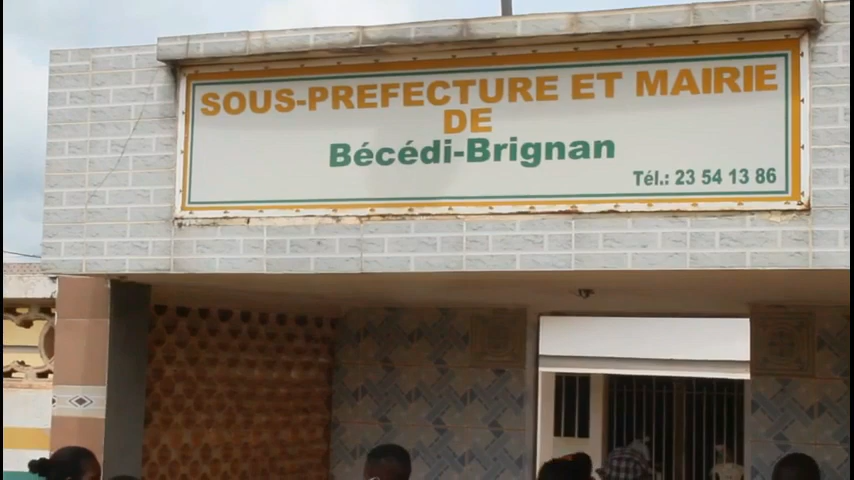 SOUS-PREFECTURE ET MAIRIE
DE
Bécédi-Brignan
Tél.: 23 54 13 86